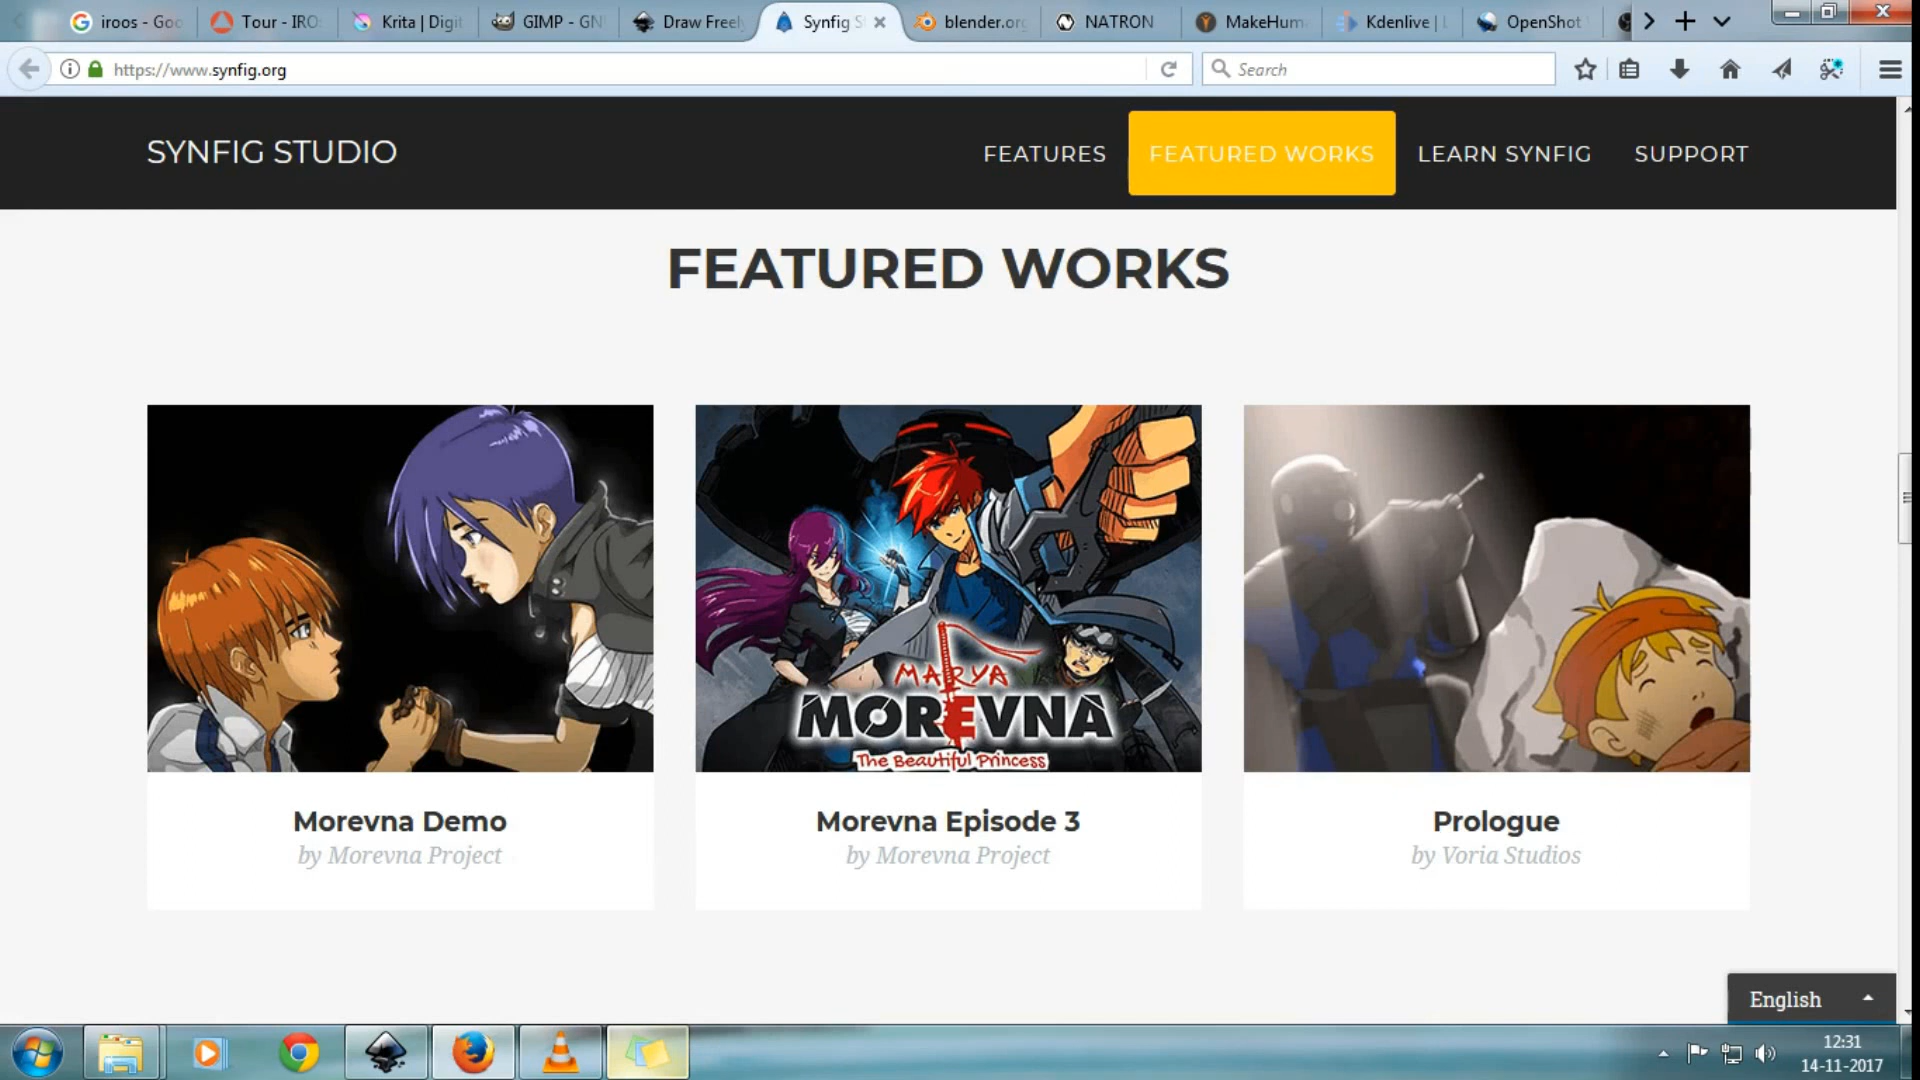 iroos - Goo
Tour - IRO
Krita | Digit
GIMP - GN
Draw Freely
Synfig S
blender.org
NATRON
MakeHum
Kdenlive | L
OpenShot
https://www.synfig.org
Search
SYNFIG STUDIO
FEATURES
FEATURED WORKS
LEARN SYNFIG
SUPPORT
FEATURED WORKS
MARYA
MOREVNA
The Beautiful Princess
Morevna Demo
by Morevna Project
Morevna Episode 3
by Morevna Project
Prologue
by Voria Studios
English
12:31
14-11-2017